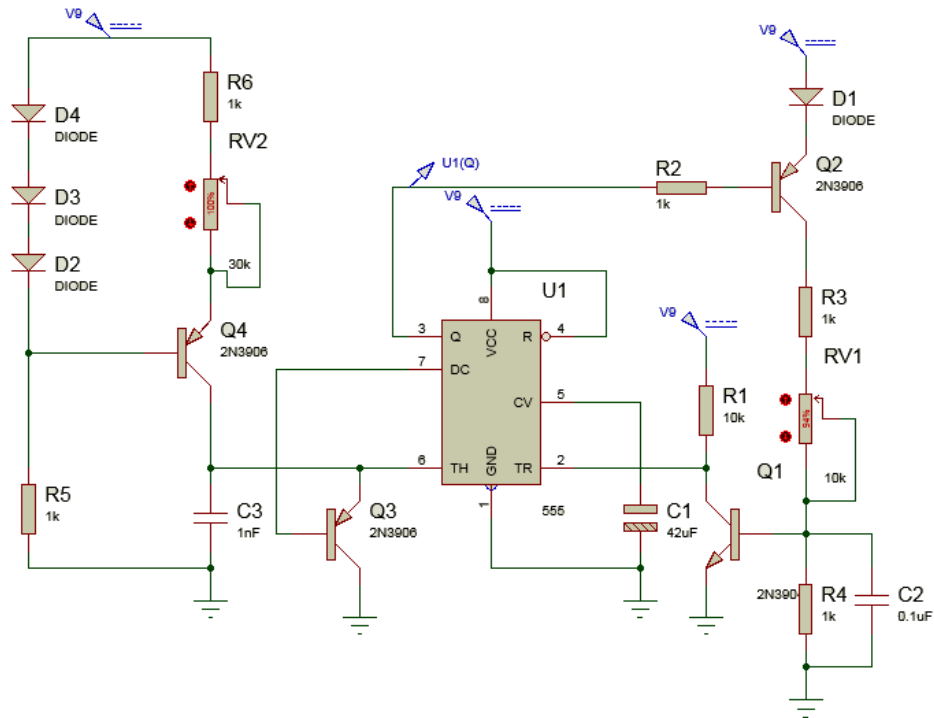 V9
V9
R6
1k
D4
DIODE
RV2
100%
D3
DIODE
D2
DIODE
30k
Q4
2N3906
R5
1k
C3
1nF
Q3
2N3906
U1(Q)
V9
R2
1k
D1
DIODE
Q2
2N3906
U1
8
3
Q
VCC
R
4
7
DC
CV
5
6
TH
GND
TR
2
1
555
V9
R1
10k
R3
1k
RV1
94%
10k
Q1
C1
42uF
2N390
R4
1k
C2
0.1uF